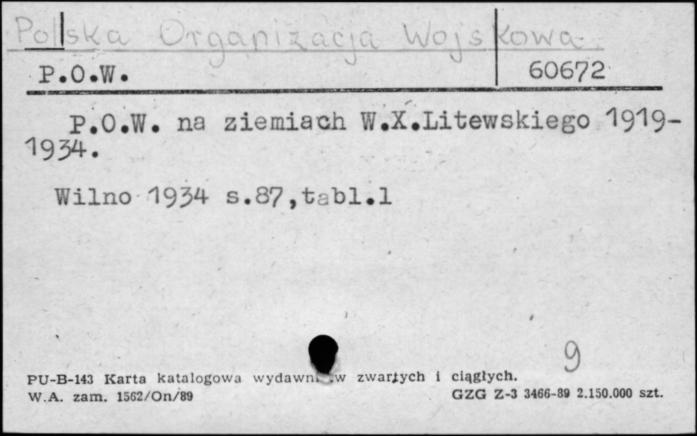 Polska Organizacja Wojskowa.
P.O.W. 60672
P.O.W. na ziemiach W.X.Litewskiego 1919-
1934.
Wilno 1934 s.87,tabl.1
9
PU-B-143 Karta katalogowa zwartych i ciągłych.
W.A. zam. 1562/On/89 GZG Z-3 3466-89 2.150.000 szt.